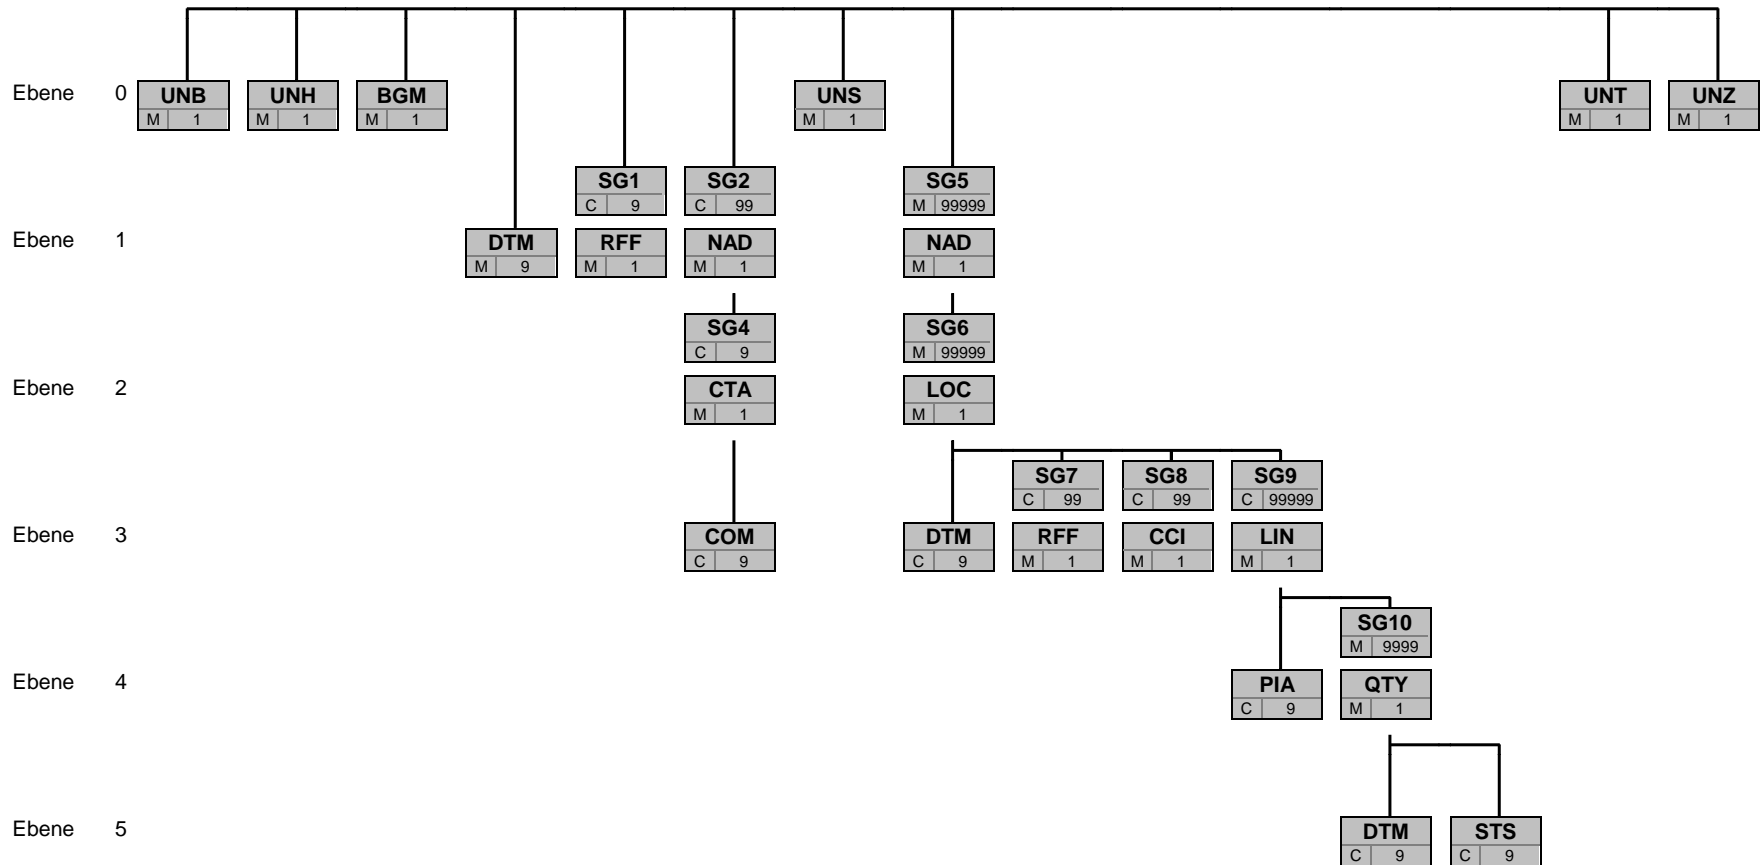 Ebene 0 UNB UNH BGM UNS UNT UNZ
M 1 M 1 M 1 M 1 M 1 M 1
SG1 SG2 SG5
C 9 C 99 M 99999
Ebene 1 DTM RFF NAD NAD
M 9 M 1 M 1 M 1
SG4 SG6
C 9 M 99999
Ebene 2 CTA LOC
M 1 M 1
SG7 SG8 SG9
C 99 C 99 C 99999
Ebene 3 COM DTM RFF CCI LIN
C 9 C 9 M 1 M 1 M 1
SG10
M 9999
Ebene 4 PIA QTY
C 9 M 1
Ebene 5 DTM STS
C 9 C 9